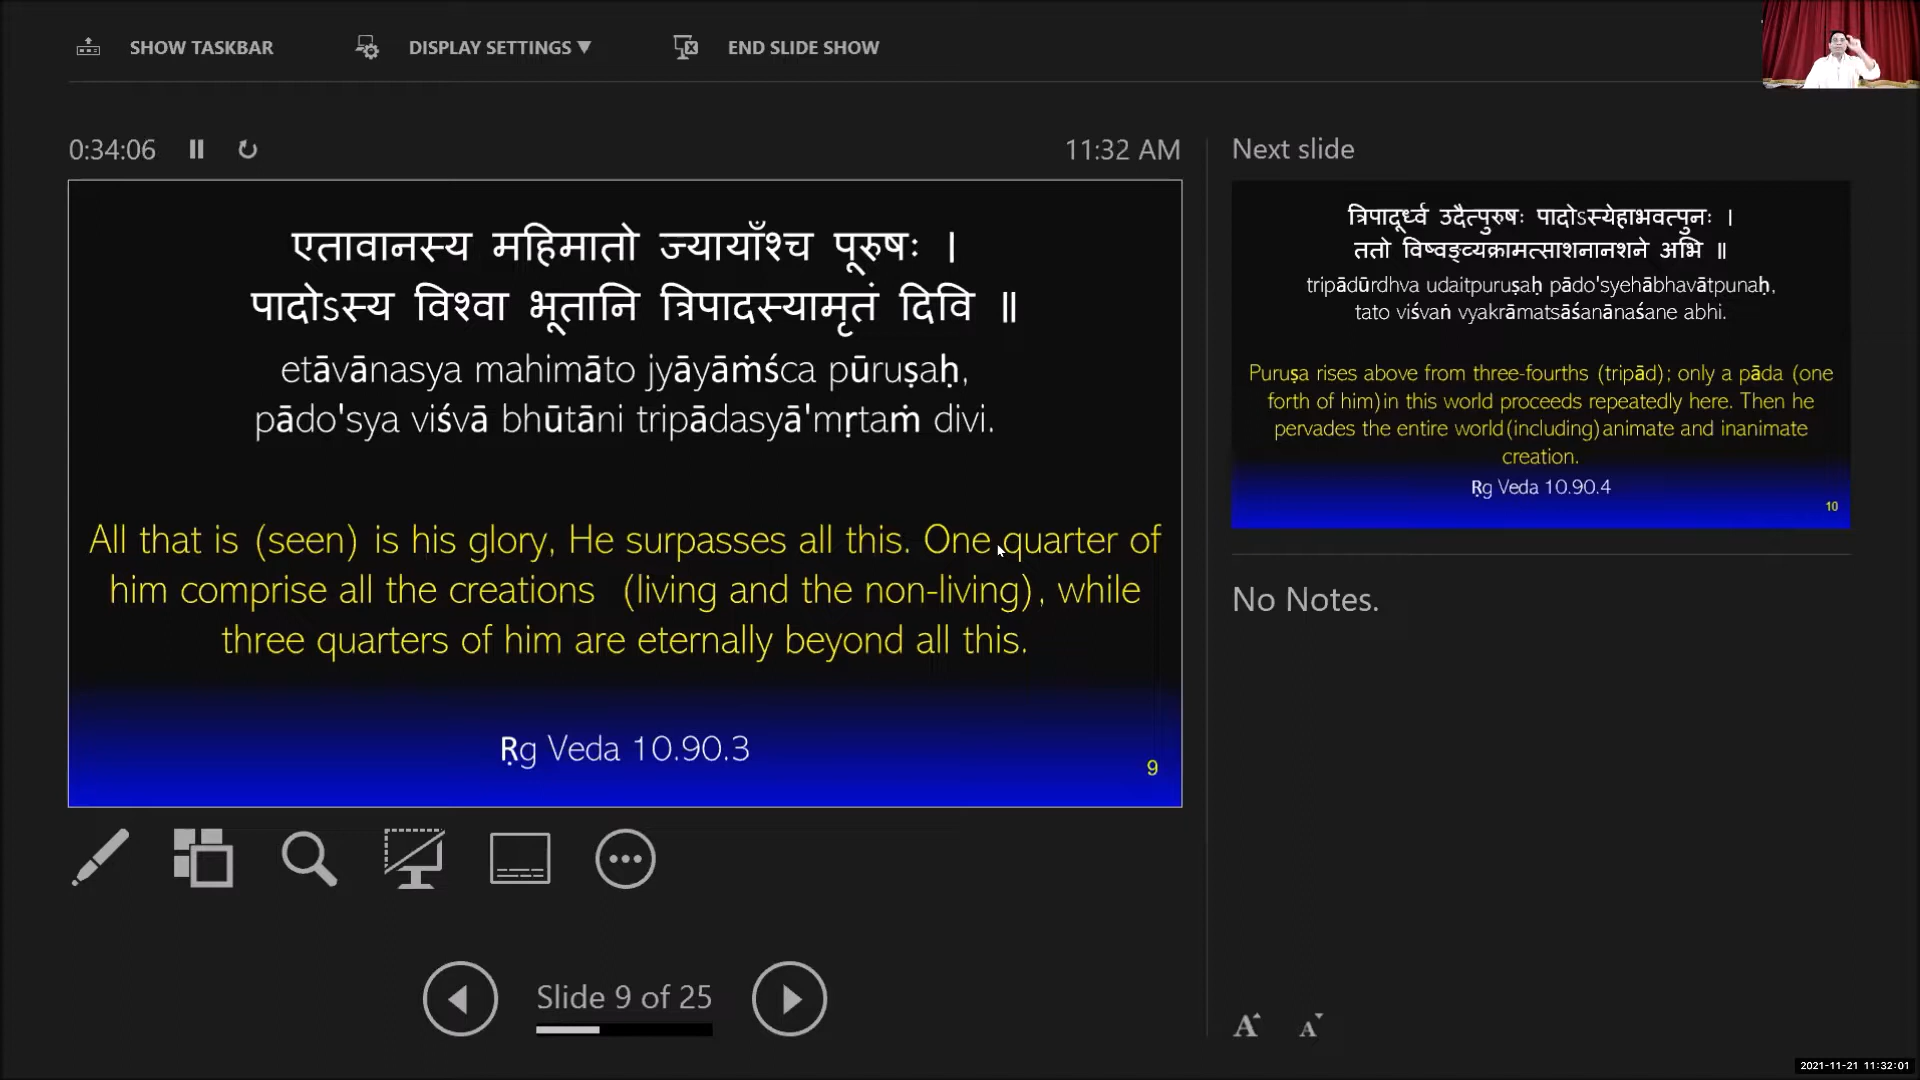 SHOW TASKBAR
DISPLAY SETTINGS ▼
END SLIDE SHOW
0:34:06
11:32 AM
एतावानस्य महिमातो ज्यायाँश्च पूरुषः ।
पादोऽस्य विश्वा भूतानि त्रिपादस्यामृतं दिवि ॥
etāvānasya mahimāto jyāyāṁśca pūruṣaḥ,
pādo'sya viśvā bhūtāni tripādasyā'mṛtaṁ divi.
All that is (seen) is his glory, He surpasses all this. One quarter of
him comprise all the creations (living and the non-living), while
three quarters of him are eternally beyond all this.
Ṛg Veda 10.90.3
9
Slide 9 of 25
Next slide
त्रिपादूर्ध्व उदैत्पुरुषः पादोऽस्येहाभवत्पुनः ।
ततो विष्वङ्व्यक्रामत्साशनानशने अभि ॥
tripādūrdhva udaitpuruṣaḥ pādo'syehābhavātpunaḥ,
tato viśvaṅ vyakrāmatsāśanānaśane abhi.
Puruṣa rises above from three-fourths (tripād); only a pāda (one
forth of him) in this world proceeds repeatedly here. Then he
pervades the entire world (including) animate and inanimate
creation.
Ṛg Veda 10.90.4
10
No Notes.
A A
2021-11-21 11:32:01